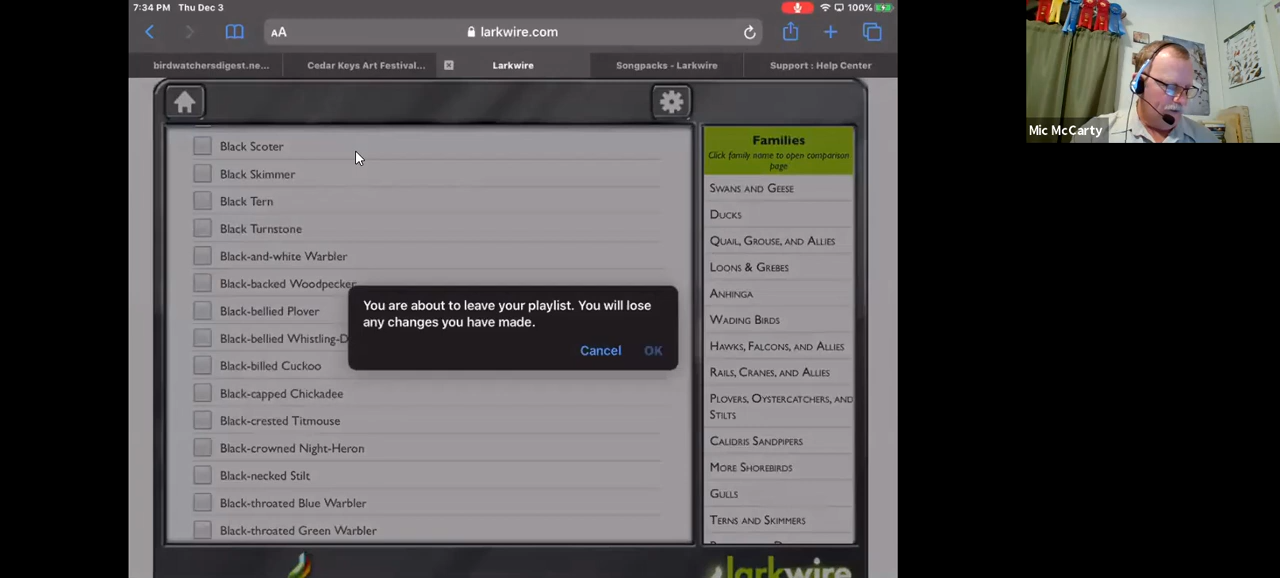 7:34 PM Thu Dec 3
100%
AA
larkwire.com
birdwatchersdigest.ne...
Cedar Keys Art Festival...
Larkwire
Songpacks - Larkwire
Support : Help Center
Black Scoter
Black Skimmer
Black Tern
Black Turnstone
Black-and-white Warbler
Black-backed Woodpecker
Black-bellied Plover
Black-bellied Whistling-D
Black-billed Cuckoo
Black-capped Chickadee
Black-crested Titmouse
Black-crowned Night-Heron
Black-necked Stilt
Black-throated Blue Warbler
Black-throated Green Warbler
You are about to leave your playlist. You will lose
any changes you have made.
Cancel
OK
Families
Click family name to open comparison
page
Swans and Geese
Ducks
Quail, Grouse, and Allies
Loons & Grebes
Anhinga
Wading Birds
Hawks, Falcons, and Allies
Rails, Cranes, and Allies
Plovers, Oystercatchers, and
Stilts
Calidris Sandpipers
More Shorebirds
Gulls
Terns and Skimmers
larkwire
Mic McCarty